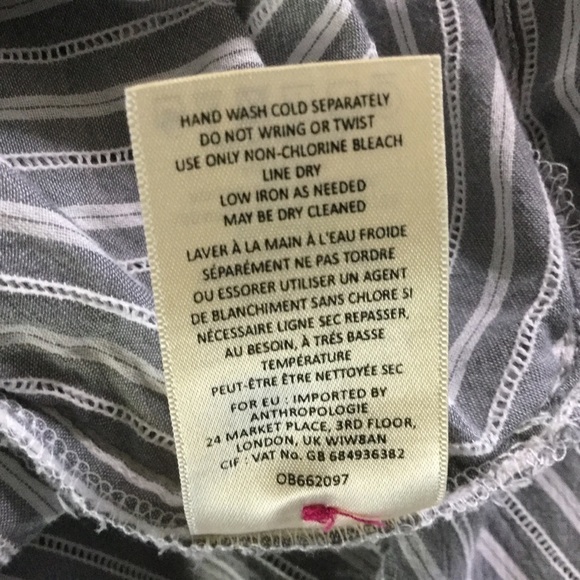 HAND WASH COLD SEPARATELY
DO NOT WRING OR TWIST
USE ONLY NON-CHLORINE BLEACH
LINE DRY
LOW IRON AS NEEDED
MAY BE DRY CLEANED
LAVER À LA MAIN À L'EAU FROIDE
SÉPARÉMENT NE PAS TORDRE
OU ESSORER UTILISER UN AGENT
DE BLANCHIMENT SANS CHLORE SI
NÉCESSAIRE LIGNE SEC REPASSER,
AU BESOIN, À TRÉS BASSE
TEMPÉRATURE
PEUT-ÊTRE ÊTRE NETTOYÉE SEC
FOR EU : IMPORTED BY
ANTHROPOLOGIE
24 MARKET PLACE, 3RD FLOOR,
LONDON, UK WIW8AN
CIF : VAT No. GB 684936382
OB662097